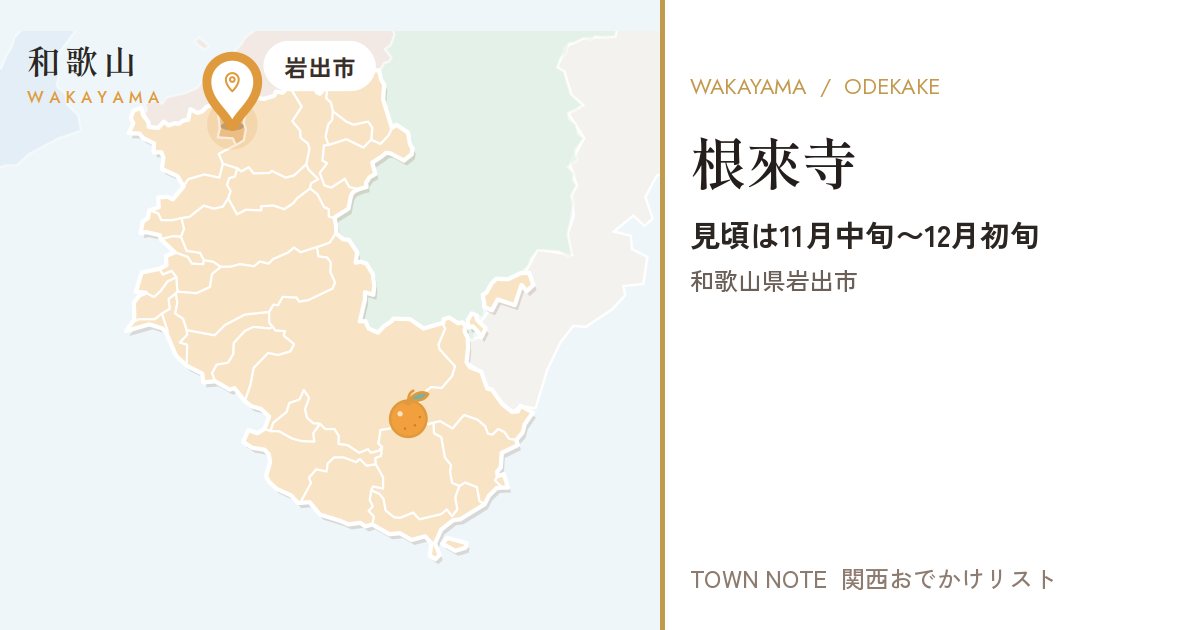 和歌山
WAKAYAMA
岩出市
WAKAYAMA / ODEKAKE
根來寺
見頃は11月中旬〜12月初旬
和歌山県岩出市
TOWN NOTE 関西おでかけリスト